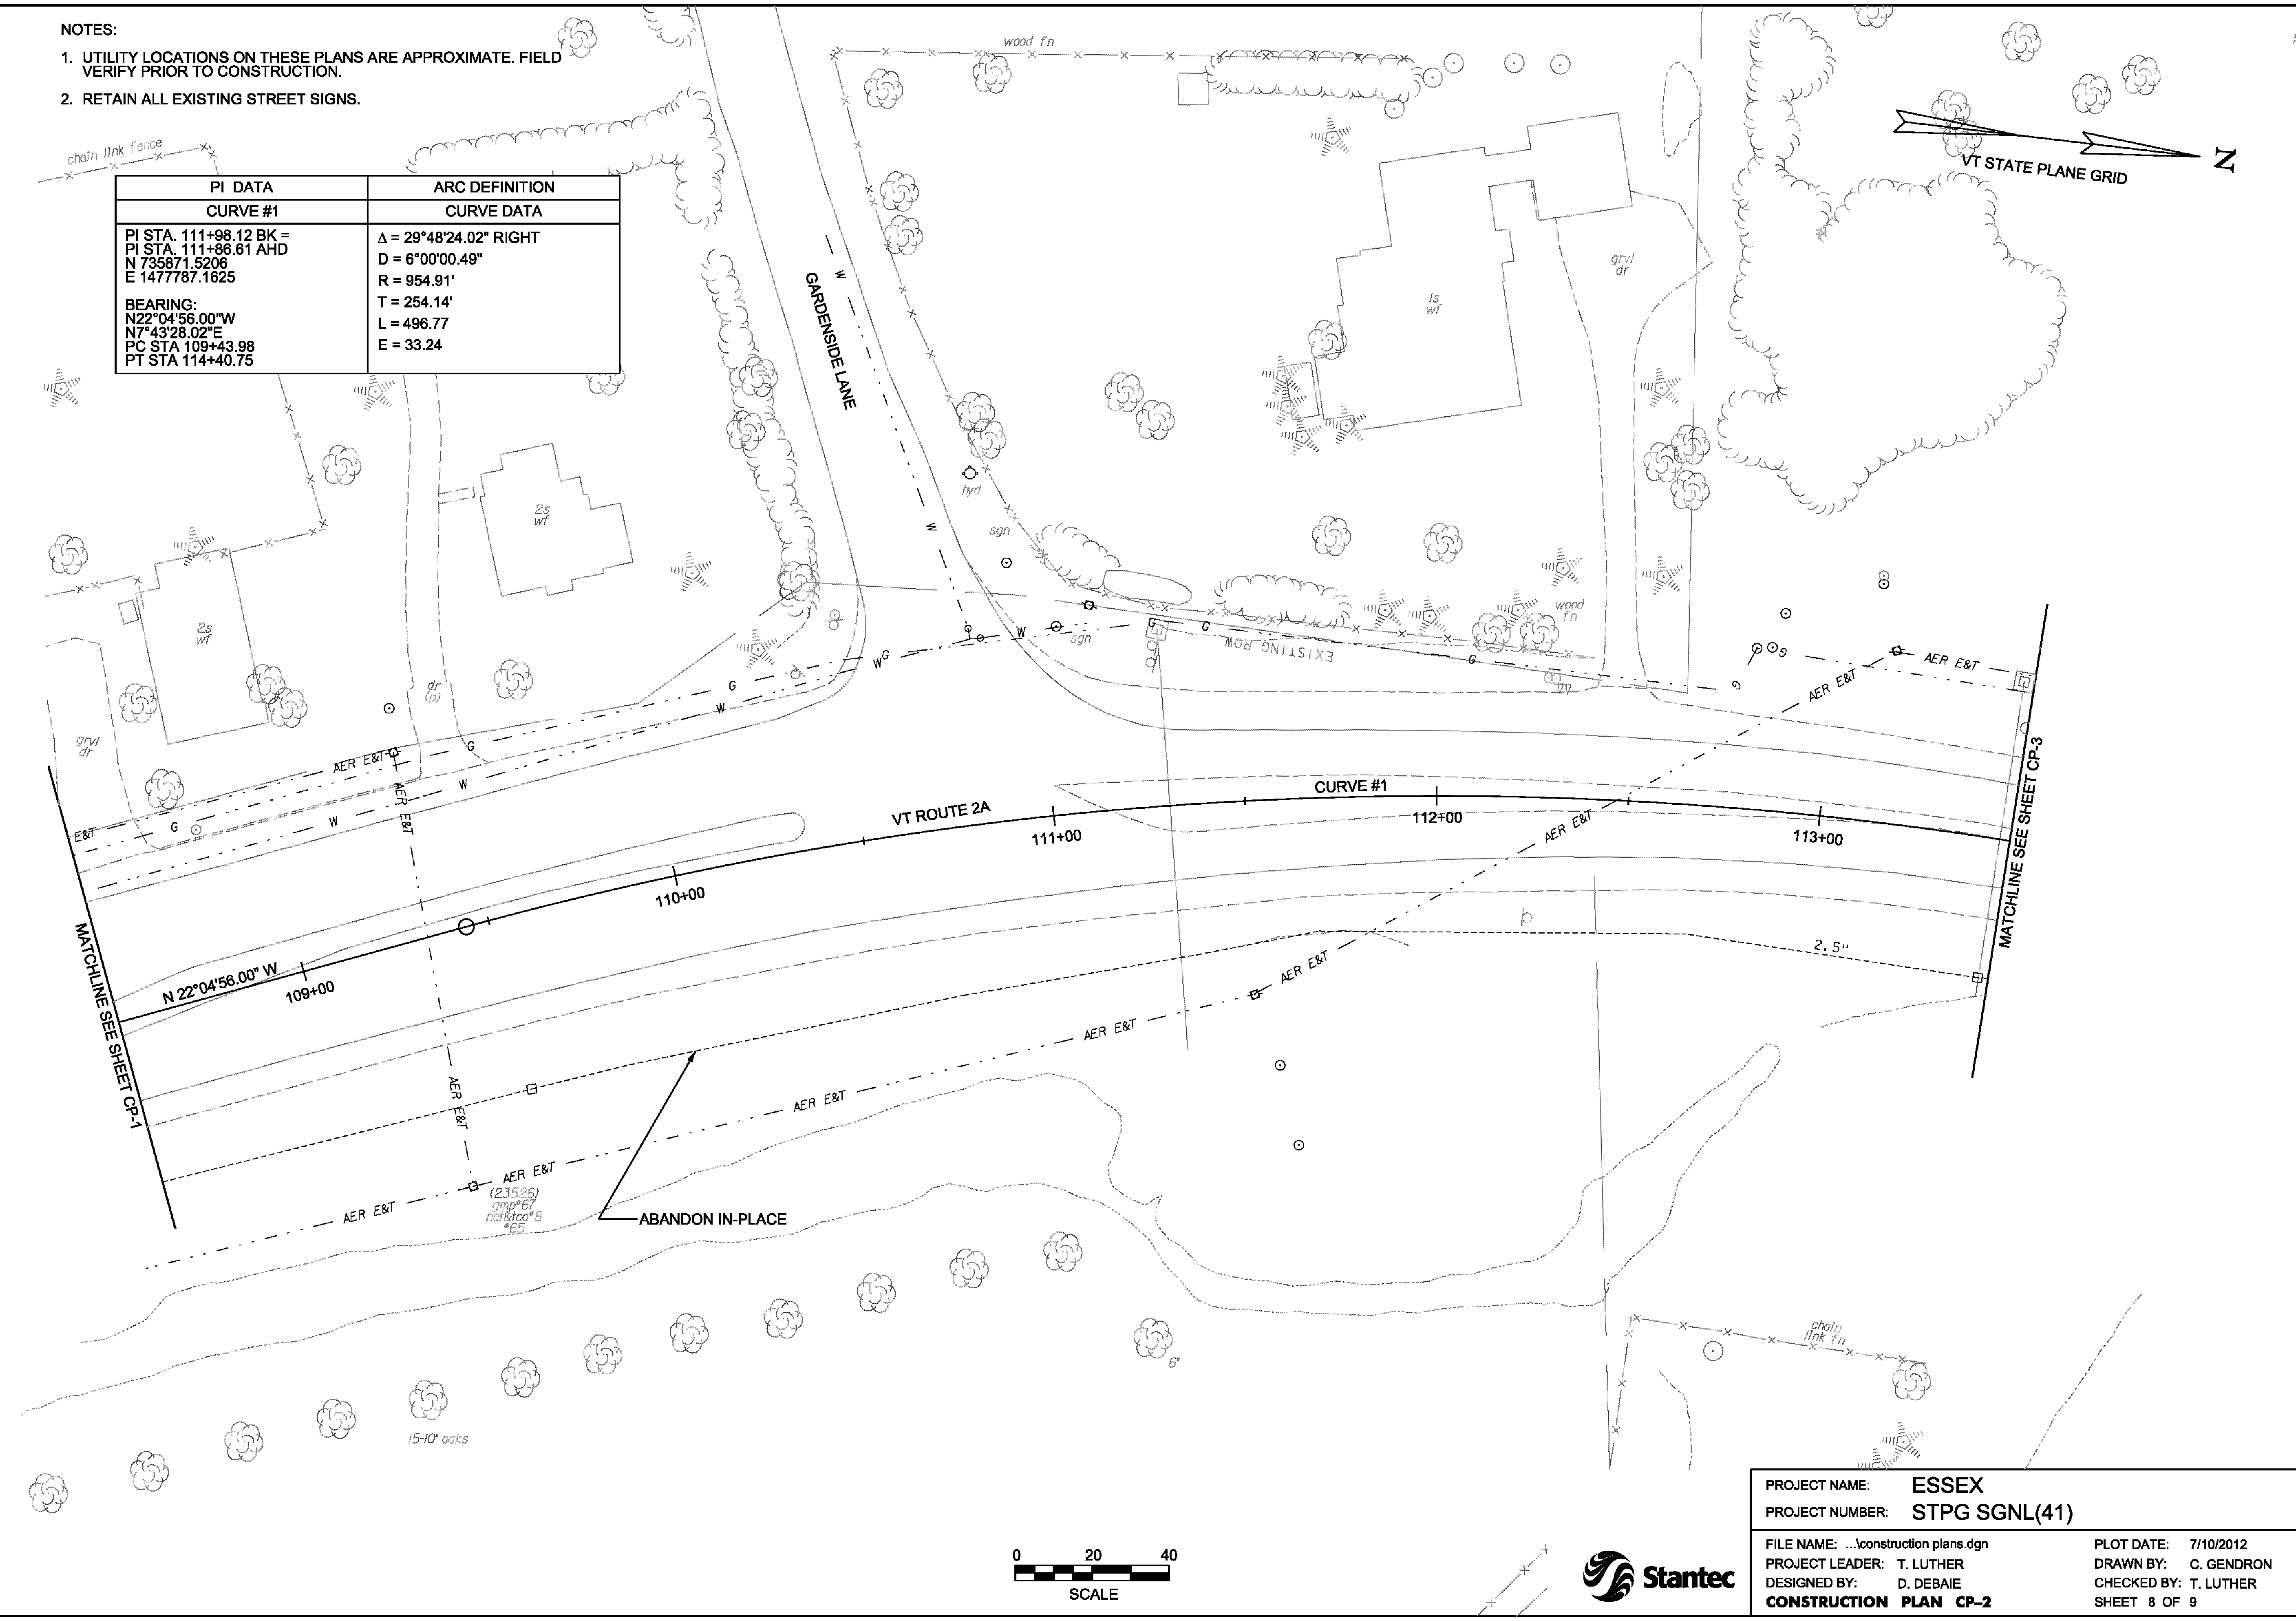 NOTES:
1. UTILITY LOCATIONS ON THESE PLANS ARE APPROXIMATE. FIELD
VERIFY PRIOR TO CONSTRUCTION.
2. RETAIN ALL EXISTING STREET SIGNS.
chain link fence
wood fn
VT STATE PLANE GRID
N
PI DATA
ARC DEFINITION
CURVE #1
CURVE DATA
PI STA. 111+98.12 BK =
PI STA. 111+86.61 AHD
N 735871.5206
E 1477787.1625
BEARING:
N22°04'56.00"W
N7°43'28.02"E
PC STA 109+43.98
PT STA 114+40.75
Δ = 29°48'24.02" RIGHT
D = 6°00'00.49"
R = 954.91'
T = 254.14'
L = 496.77
E = 33.24
GARDENSIDE LANE
W
W
grvl
dr
1s
wf
hyd
sgn
2s
wf
2s
wf
wood
fn
sgn
W
G
G
EXISTING ROW
G
G
G
AER E&T
AER E&T
dr
(p)
grvl
dr
W
G
G
W
G
AER E&T
W
W
G
E&T
AER E&T
CURVE #1
VT ROUTE 2A
109+00
110+00
111+00
112+00
113+00
AER E&T
N 22°04'56.00" W
MATCHLINE SEE SHEET CP-1
MATCHLINE SEE SHEET CP-3
2.5"
AER E&T
AER E&T
AER E&T
AER E&T
AER E&T
AER E&T
(23526)
gmp#67
net&tco#8
#65
ABANDON IN-PLACE
chain
link fn
6"
15-10" oaks
0 20 40
SCALE
Stantec
PROJECT NAME: ESSEX
PROJECT NUMBER: STPG SGNL(41)
FILE NAME: ...\construction plans.dgn
PLOT DATE: 7/10/2012
PROJECT LEADER: T. LUTHER
DRAWN BY: C. GENDRON
DESIGNED BY: D. DEBAIE
CHECKED BY: T. LUTHER
CONSTRUCTION PLAN CP-2
SHEET 8 OF 9